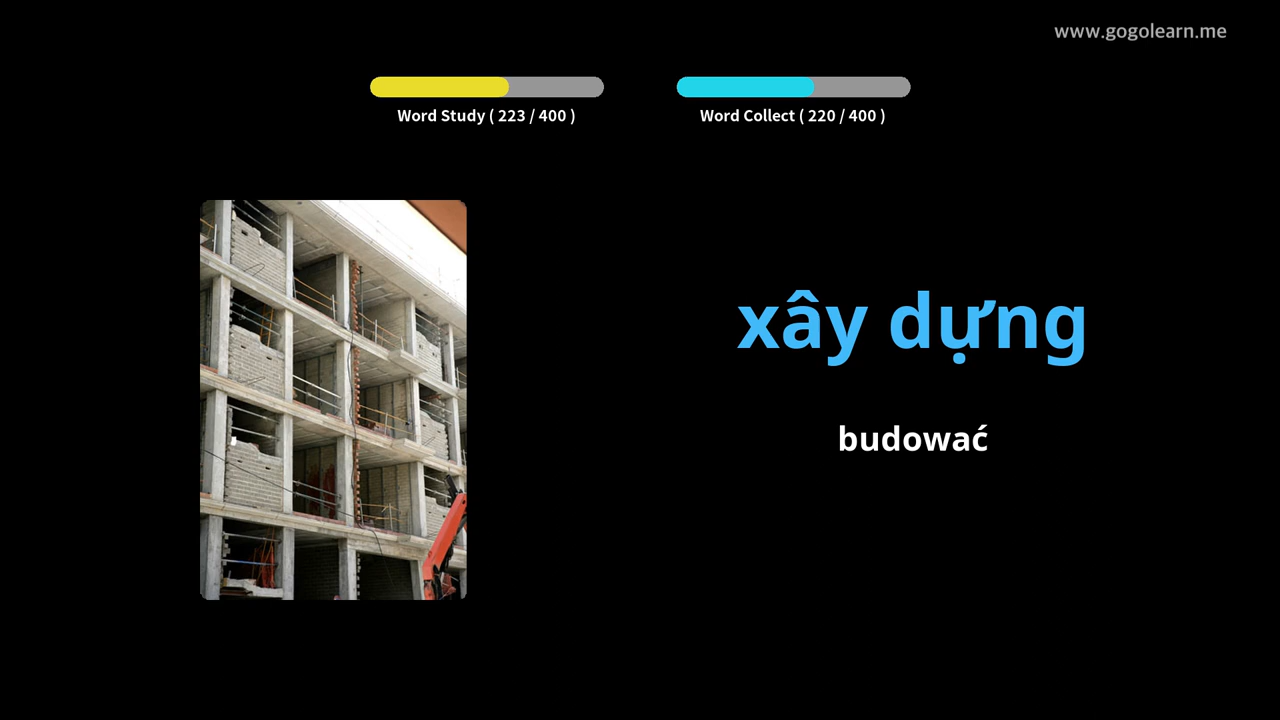 www.gogolearn.me
Word Study ( 223 / 400 )
Word Collect ( 220 / 400 )
xây dựng
budować